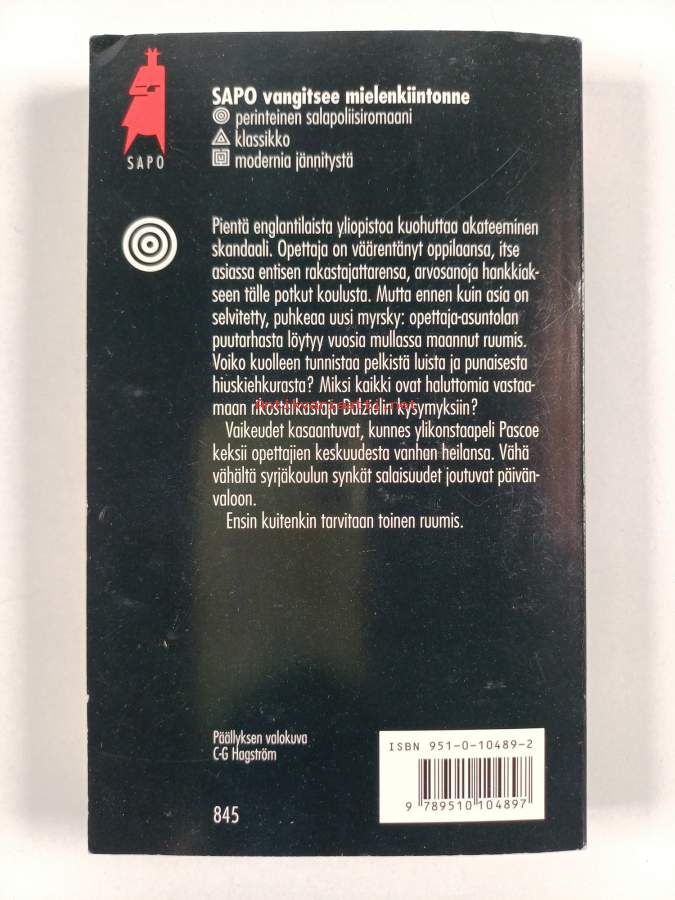 SAPO vangitsee mielenkiintonne
perinteinen salapoliisiromaani
klassikko
modernia jännitystä
SAPO
Pientä englantilaista yliopistoa kuohuttaa akateeminen
skandaali. Opettaja on väärentänyt oppilaansa, itse
asiassa entisen rakastajattarensa, arvosanoja hankkiak-
seen tälle potkut koulusta. Mutta ennen kuin asia on
selvitetty, puhkeaa uusi myrsky: opettaja-asuntolan
puutarhasta löytyy vuosia mullassa maannut ruumis.
Voiko kuolleen tunnistaa pelkistä luista ja punaisesta
hiuskiehkurasta? Miksi kaikki ovat haluttomia vastaa-
maan rikostarkastaja Dalzielin kysymyksiin?
Vaikeudet kasaantuvat, kunnes ylikonstaapeli Pascoe
keksii opettajien keskuudesta vanhan heilansa. Vähä
vähältä syrjäkoulun synkät salaisuudet joutuvat päivän-
valoon.
Ensin kuitenkin tarvitaan toinen ruumis.
Päällyksen valokuva
C-G Hagström
845
ISBN 951-0-10489-2
9 789510 104897